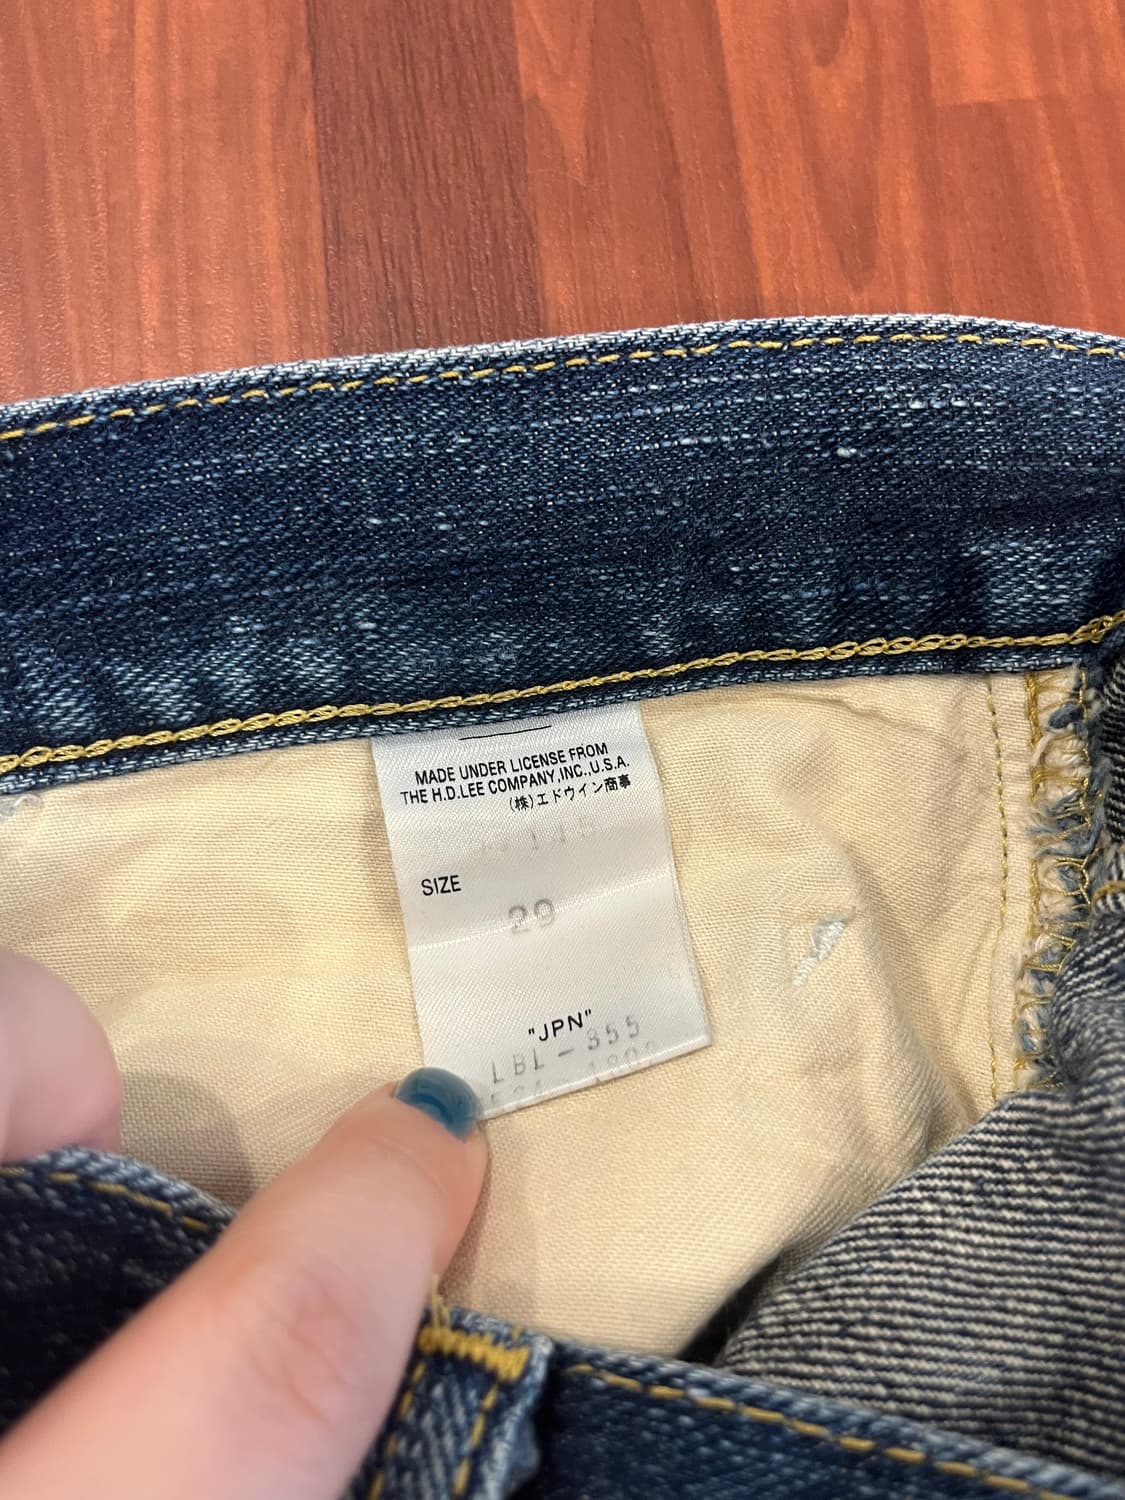 MADE UNDER LICENSE FROM
THE H.D.LEE COMPANY,INC.,U.S.A.
(株)エドウイン商事
145
SIZE
29
"JPN"
LBL-355